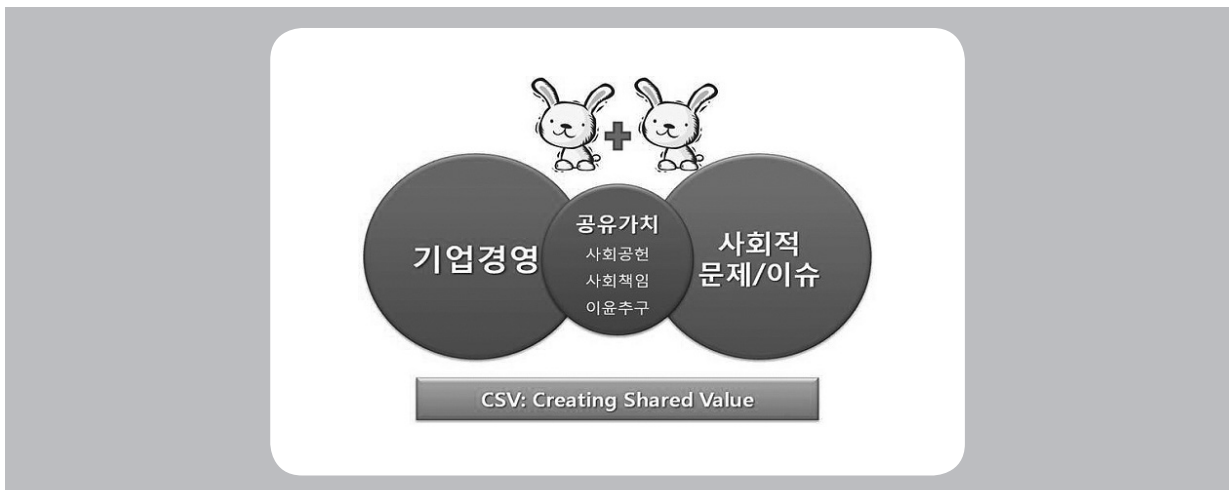 기업경영
공유가치
사회공헌
사회책임
이윤추구
사회적
문제/이슈
CSV: Creating Shared Value